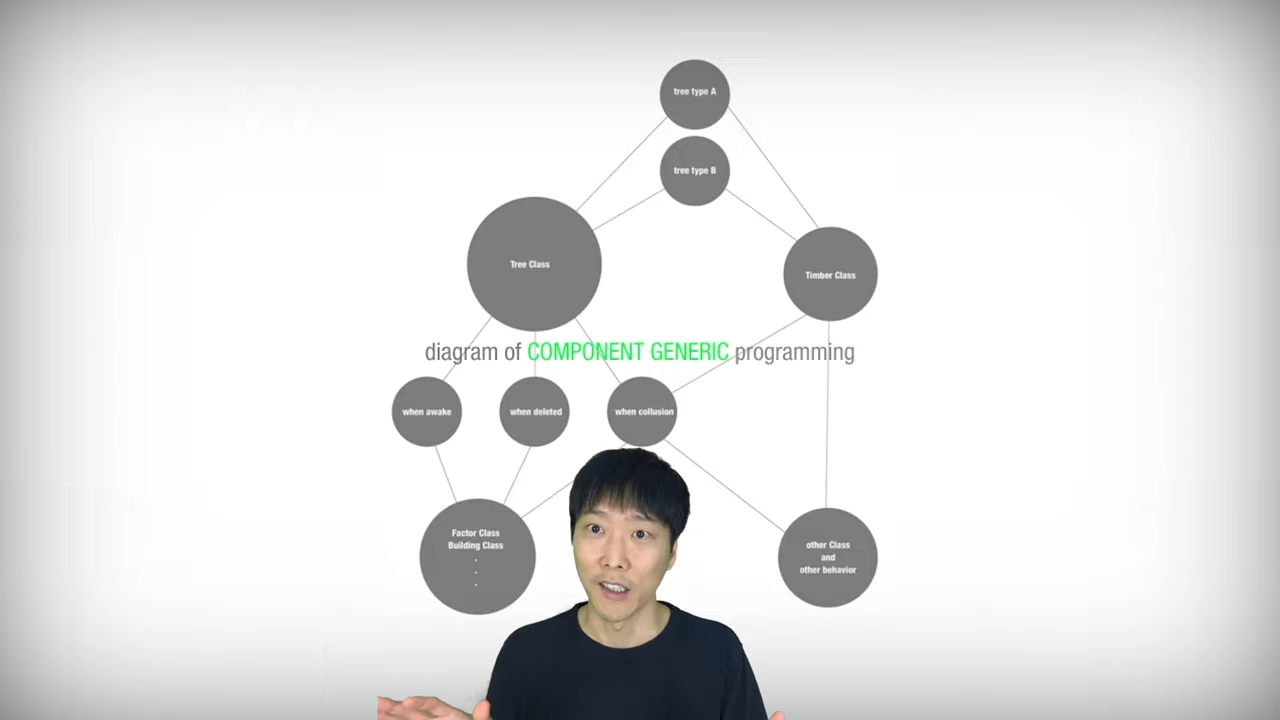 tree type A
tree type B
Tree Class
Timber Class
diagram of COMPONENT GENERIC programming
when awake
when deleted
when collusion
Factor Class
Building Class
.
.
.
other Class
and
other behavior